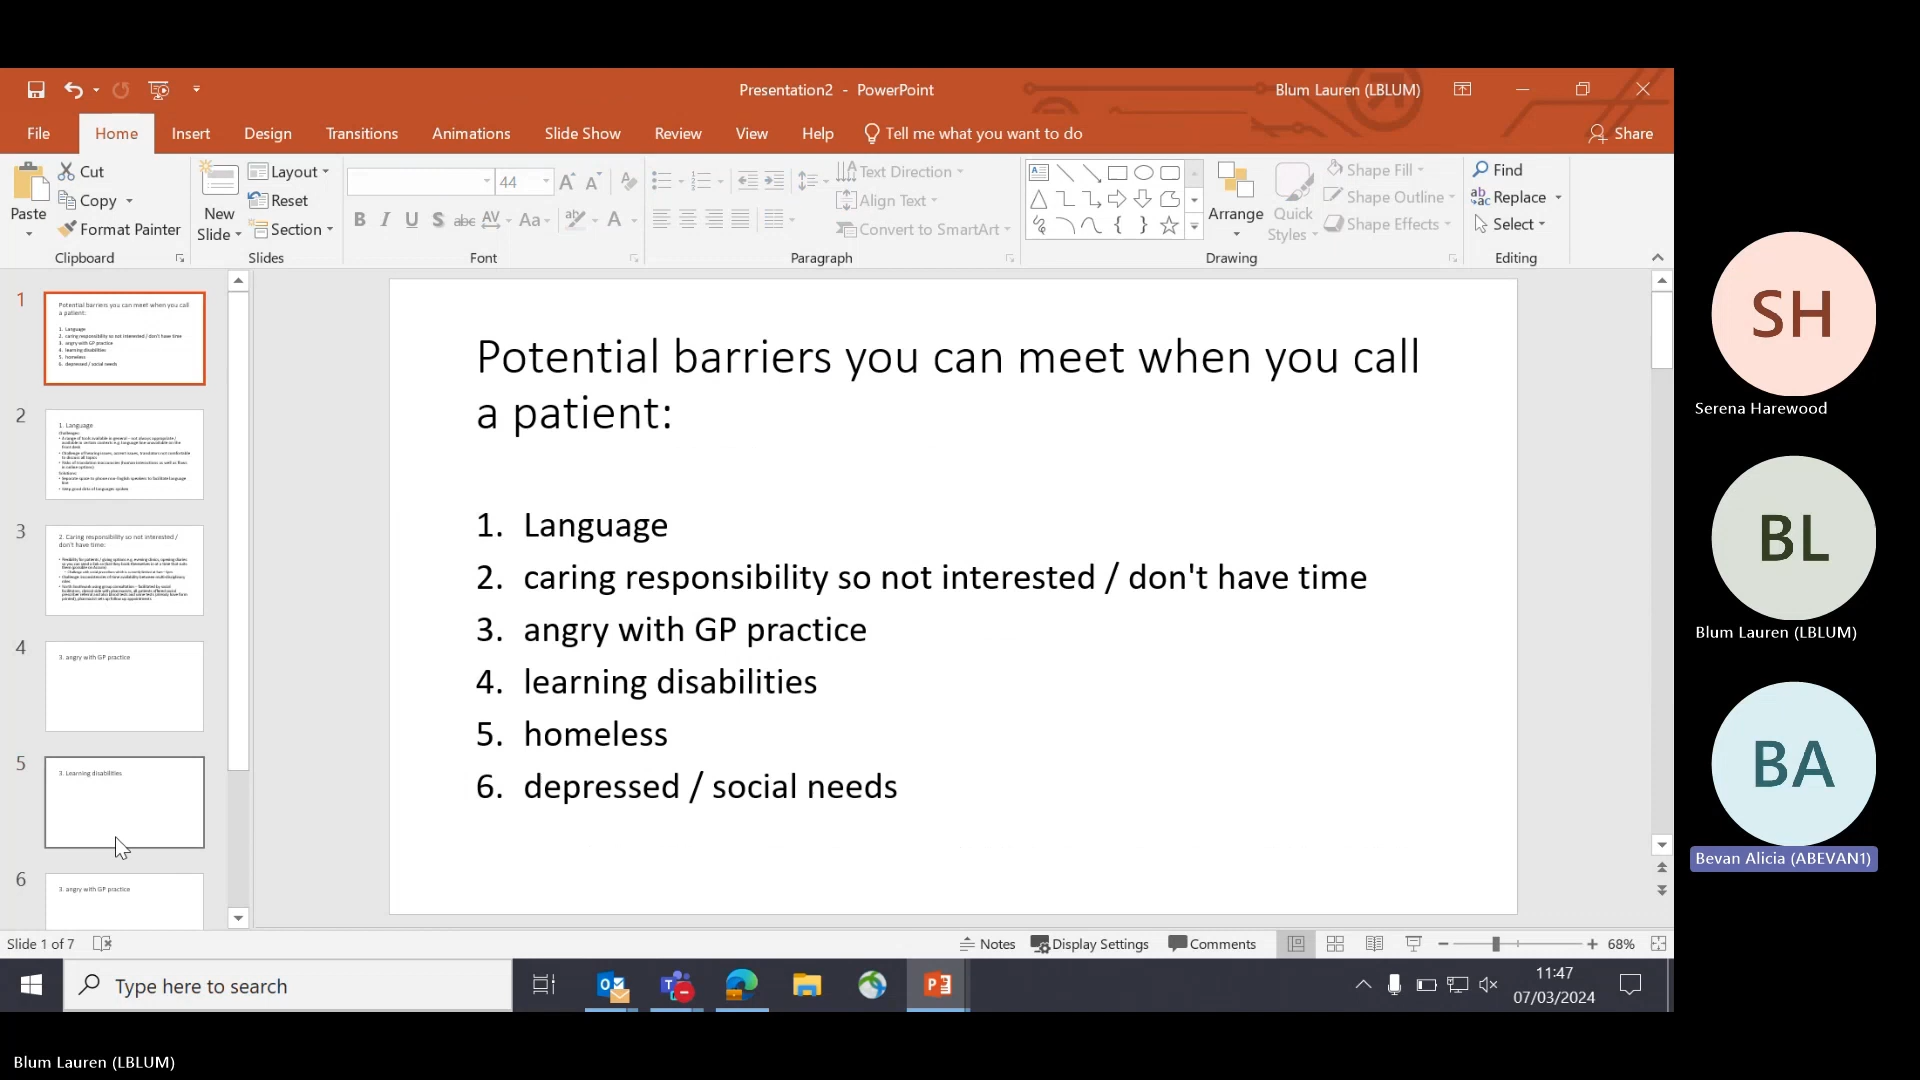 Presentation2 - PowerPoint
Blum Lauren (LBLUM)
File Home Insert Design Transitions Animations Slide Show Review View Help Tell me what you want to do Share
Paste
Cut
Copy
Format Painter
Clipboard
New
Slide
Layout
Reset
Section
Slides
44
Font
Text Direction
Align Text
Convert to SmartArt
Paragraph
Arrange
Quick
Styles
Shape Fill
Shape Outline
Shape Effects
Drawing
Find
Replace
Select
Editing
1
Potential barriers you can meet when you call
a patient:
1. Language
2. caring responsibility so not interested / don't have time
3. angry with GP practice
4. learning disabilities
5. homeless
6. depressed / social needs
2
1. Language
Challenges:
Solutions:
3
2. Caring responsibility so not interested /
don't have time:
4
3. angry with GP practice
5
3. Learning disabilities
6
3. angry with GP practice
Potential barriers you can meet when you call
a patient:
1. Language
2. caring responsibility so not interested / don't have time
3. angry with GP practice
4. learning disabilities
5. homeless
6. depressed / social needs
Slide 1 of 7
Notes Display Settings Comments 68%
Type here to search
11:47
07/03/2024
SH
Serena Harewood
BL
Blum Lauren (LBLUM)
BA
Bevan Alicia (ABEVAN1)
Blum Lauren (LBLUM)